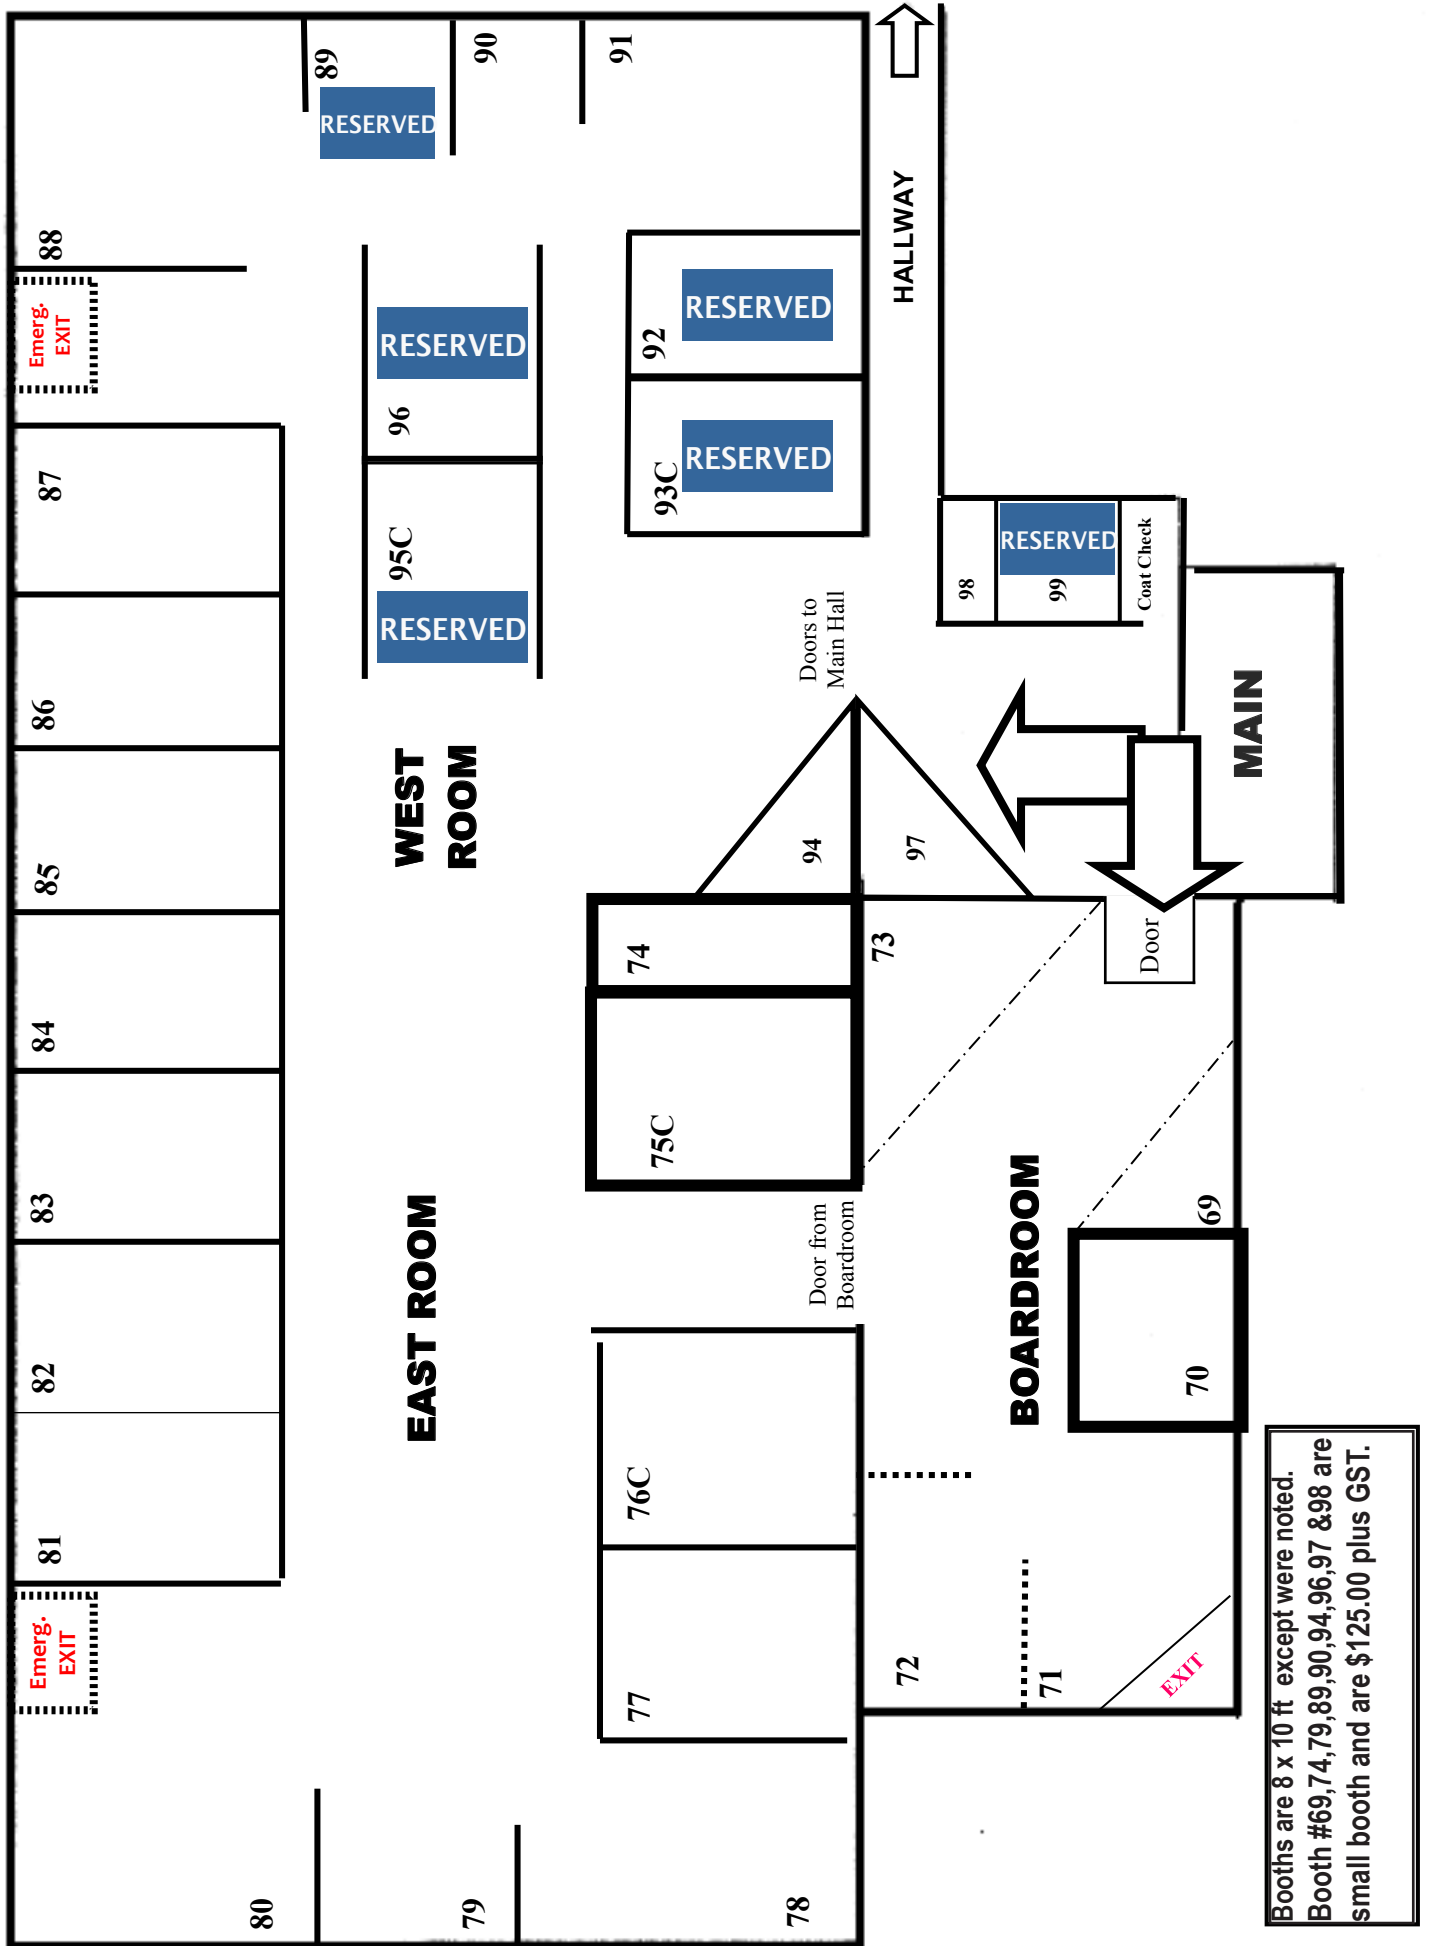 80
Emerg.
EXIT
81
82
83
84
85
86
87
Emerg.
EXIT
88
79
89
RESERVED
90
91
EAST ROOM
WEST
ROOM
95C
RESERVED
96
RESERVED
78
77
76C
75C
74
93C
RESERVED
92
RESERVED
Door from
Boardroom
94
Doors to
Main Hall
72
73
97
HALLWAY
71
BOARDROOM
98
99
RESERVED
Coat Check
EXIT
70
69
Door
MAIN
Booths are 8 x 10 ft except were noted.
Booth #69,74,79,89,90,94,96,97 &98 are
small booth and are $125.00 plus GST.